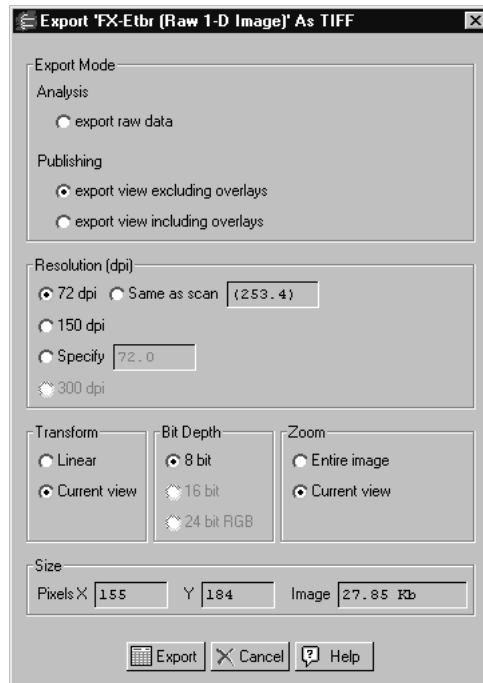 Export 'FX-Etbr (Raw 1-D Image)' As TIFF
Export Mode
Analysis
export raw data
Publishing
export view excluding overlays
export view including overlays
Resolution (dpi)
72 dpi Same as scan (253.4)
150 dpi
Specify 72.0
300 dpi
Transform Bit Depth Zoom
Linear 8 bit Entire image
Current view 16 bit Current view
24 bit RGB
Size
Pixels X 155 Y 184 Image 27.85 Kb
Export Cancel Help